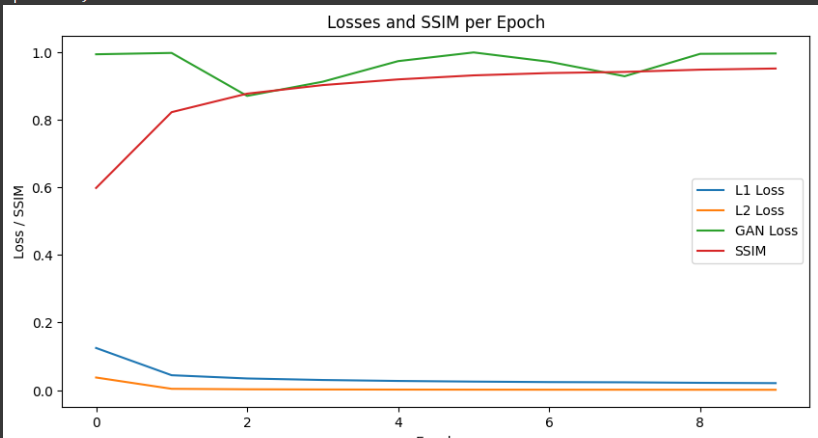 Losses and SSIM per Epoch
1.0
0.8
0.6
0.4
0.2
0.0
Loss / SSIM
L1 Loss
L2 Loss
GAN Loss
SSIM
0 2 4 6 8